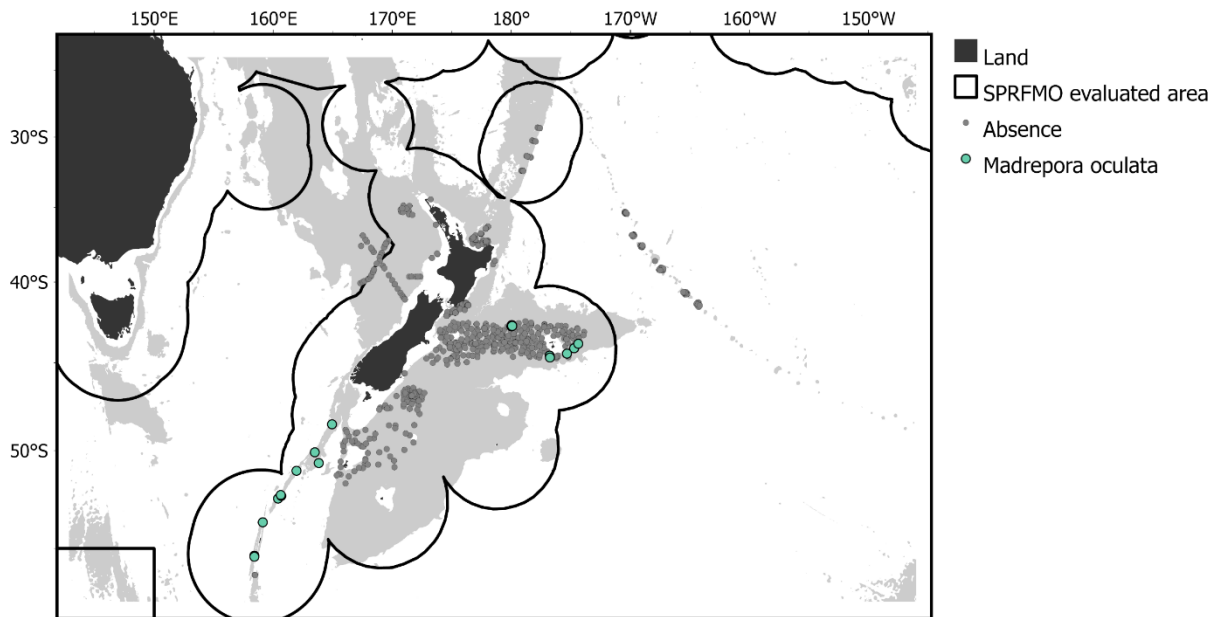 150°E 160°E 170°E 180° 170°W 160°W 150°W
Land
SPRFMO evaluated area
Absence
Madrepora oculata
30°S
40°S
50°S